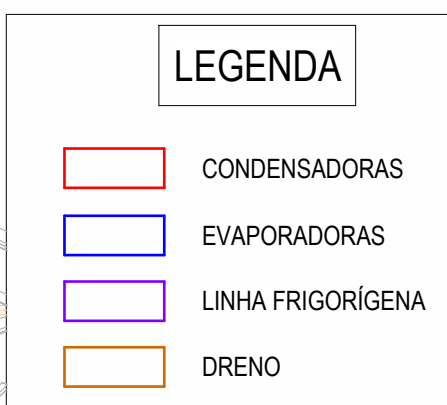 LEGENDA
CONDENSADORAS
EVAPORADORAS
LINHA FRIGORÍGENA
DRENO